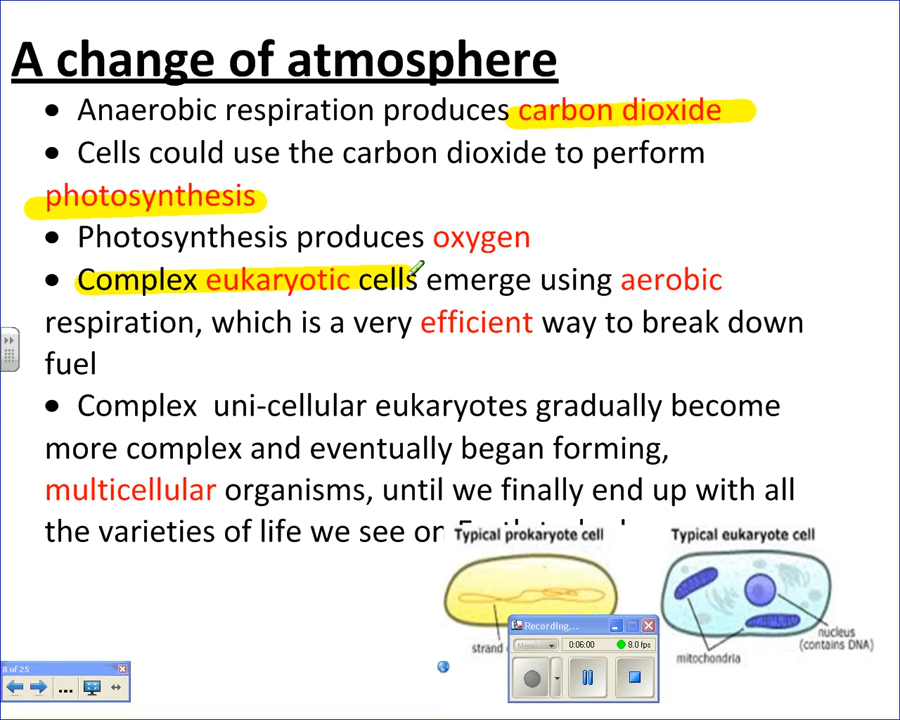 A change of atmosphere
• Anaerobic respiration produces carbon dioxide
• Cells could use the carbon dioxide to perform
photosynthesis
• Photosynthesis produces oxygen
• Complex eukaryotic cells emerge using aerobic
respiration, which is a very efficient way to break down
fuel
• Complex uni-cellular eukaryotes gradually become
more complex and eventually began forming,
multicellular organisms, until we finally end up with all
the varieties of life we see on
Typical prokaryote cell
Typical eukaryote cell
strand
Recording...
Menu
0:06:00
8.0 fps
nucleus
(contains DNA)
mitochondria
8 of 25